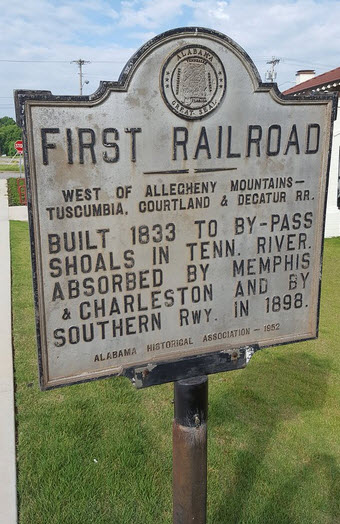 ALABAMA
GREAT SEAL
FIRST RAILROAD
WEST OF ALLEGHENY MOUNTAINS—
TUSCUMBIA, COURTLAND & DECATUR RR.
BUILT 1833 TO BY-PASS
SHOALS IN TENN. RIVER.
ABSORBED BY MEMPHIS
& CHARLESTON AND BY
SOUTHERN RWY. IN 1898.
ALABAMA HISTORICAL ASSOCIATION – 1952